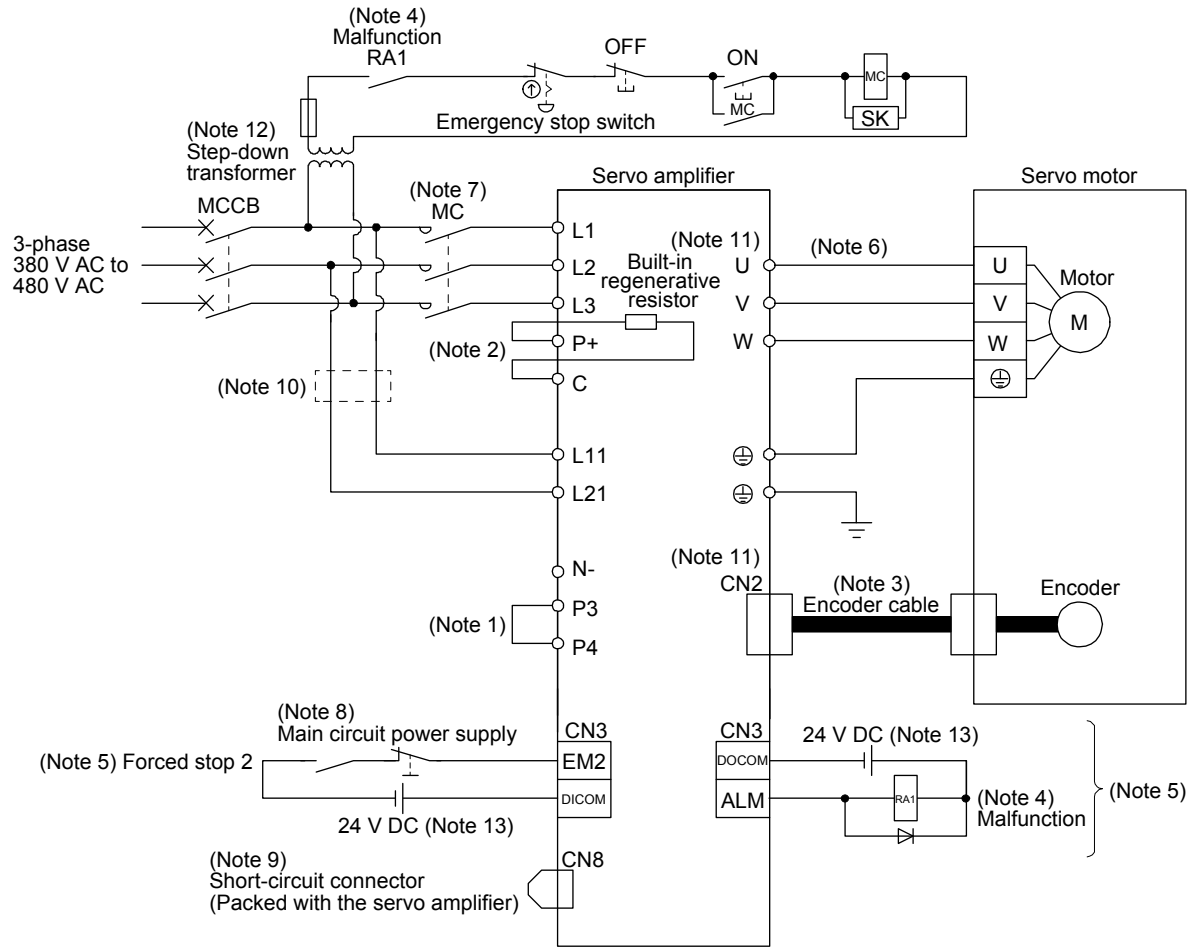 (Note 4)
Malfunction
RA1
OFF
ON
MC
MC
SK
Emergency stop switch
(Note 12)
Step-down
transformer
MCCB
(Note 7)
MC
3-phase
380 V AC to
480 V AC
Servo amplifier
Servo motor
L1
L2
L3
(Note 11)
U
V
W
(Note 6)
Built-in
regenerative
resistor
U
V
W
Motor
M
(Note 2)
P+
C
(Note 10)
L11
L21
N-
P3
P4
(Note 1)
(Note 11)
CN2
(Note 3)
Encoder cable
Encoder
(Note 8)
Main circuit power supply
(Note 5) Forced stop 2
CN3
EM2
DICOM
24 V DC (Note 13)
CN3
DOCOM
ALM
24 V DC (Note 13)
RA1
(Note 4)
Malfunction
(Note 5)
(Note 9)
Short-circuit connector
(Packed with the servo amplifier)
CN8